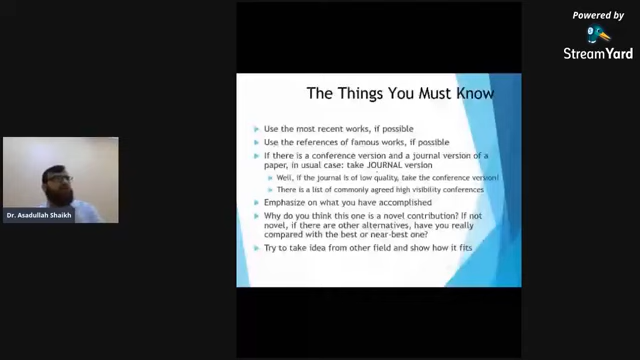 Powered by
StreamYard
The Things You Must Know
Use the most recent works, if possible
Use the references of famous works, if possible
If there is a conference version and a journal version of a
paper, in usual case: take JOURNAL version
Well, if the journal is of low quality, take the conference version!
There is a list of commonly agreed high visibility conferences
Emphasize on what you have accomplished
Why do you think this one is a novel contribution? If not
novel, if there are other alternatives, have you really
compared with the best or near-best one?
Try to take idea from other field and show how it fits
Dr. Asadullah Shaikh